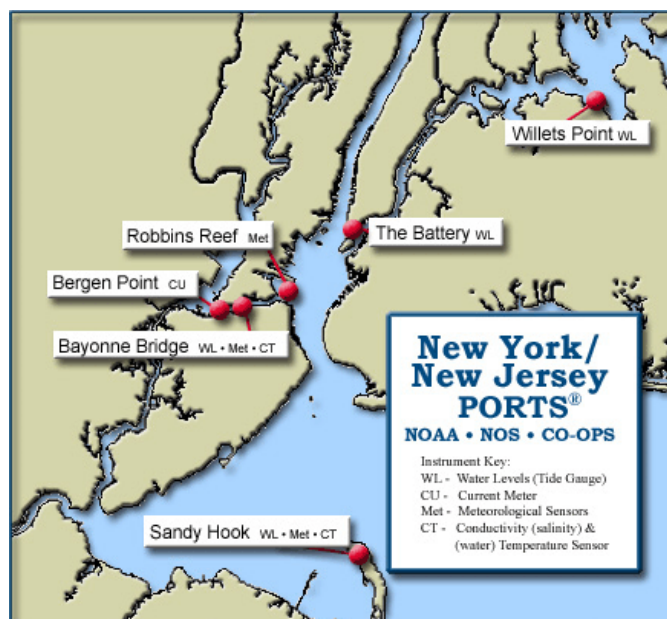 Willets Point WL
Robbins Reef Met
The Battery WL
Bergen Point CU
Bayonne Bridge WL • Met • CT
New York/
New Jersey
PORTS®
NOAA • NOS • CO-OPS
Instrument Key:
WL - Water Levels (Tide Gauge)
CU - Current Meter
Met - Meteorological Sensors
CT - Conductivity (salinity) &
(water) Temperature Sensor
Sandy Hook WL • Met • CT